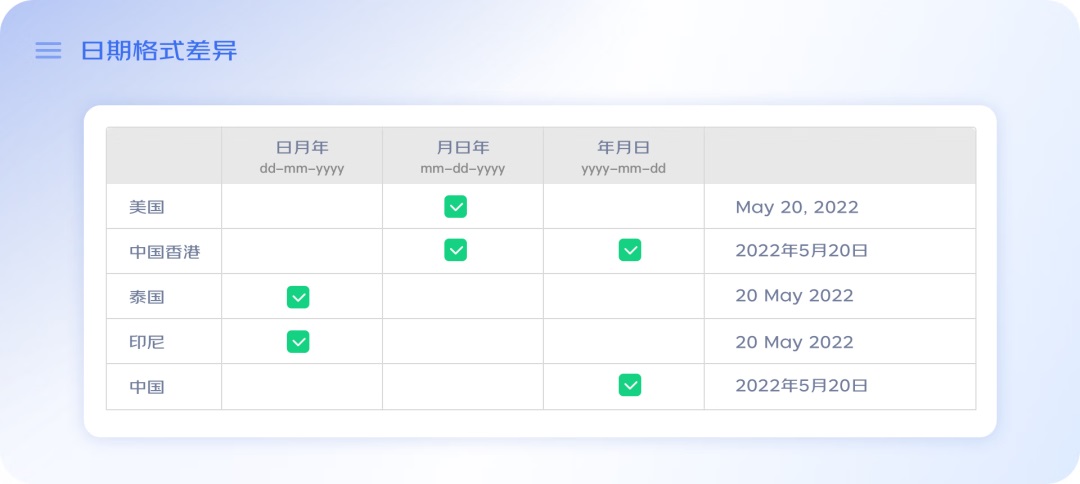 日期格式差异
日月年 月日年 年月日
dd-mm-yyyy mm-dd-yyyy yyyy-mm-dd
美国 May 20, 2022
中国香港 2022年5月20日
泰国 20 May 2022
印尼 20 May 2022
中国 2022年5月20日